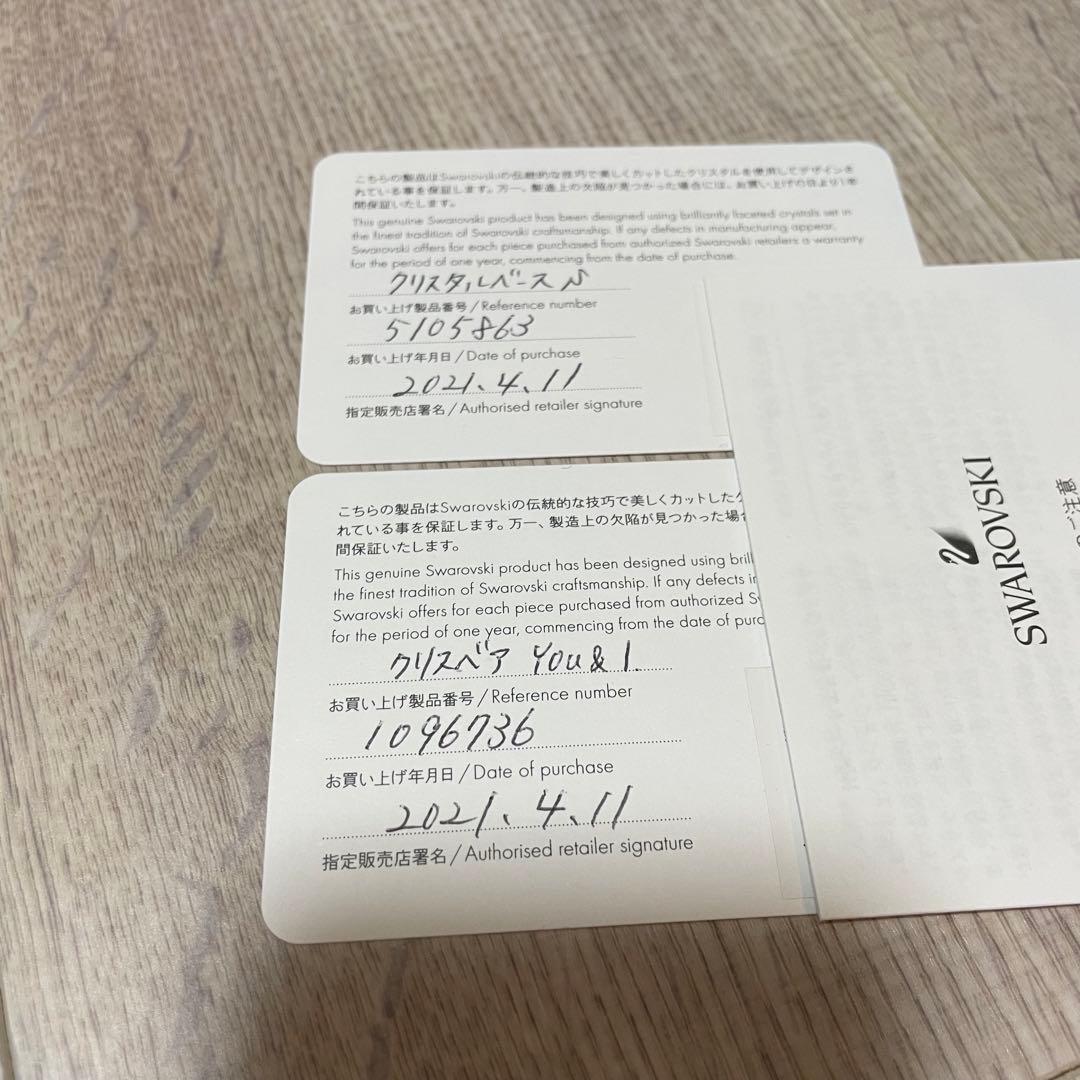 こちらの製品はSwarovskiの伝統的な技巧で美しくカットしたクリスタルを使用してデザインさ
れている事を保証します。万一、製造上の欠陥が見つかった場合には、お買い上げの日より1年
間保証いたします。
This genuine Swarovski product has been designed using brilliantly faceted crystals set in
the finest tradition of Swarovski craftsmanship. If any defects in manufacturing appear,
Swarovski offers for each piece purchased from authorized Swarovski retailers a warranty
for the period of one year, commencing from the date of purchase.
クリスタルベース
お買い上げ製品番号/Reference number
5105863
お買い上げ年月日/Date of purchase
2021.4.11
指定販売店署名/Authorised retailer signature
こちらの製品はSwarovskiの伝統的な技巧で美しくカットした
れている事を保証します。万一、製造上の欠陥が見つかった場
間保証いたします。
This genuine Swarovski product has been designed using bril
the finest tradition of Swarovski craftsmanship. If any defects
Swarovski offers for each piece purchased from authorized
for the period of one year, commencing from the date of purc
クリスベア YOU & I.
お買い上げ製品番号/Reference number
1096736
お買い上げ年月日/Date of purchase
2021.4.11
指定販売店署名/Authorised retailer signature
SWAROVSKI
ご注意